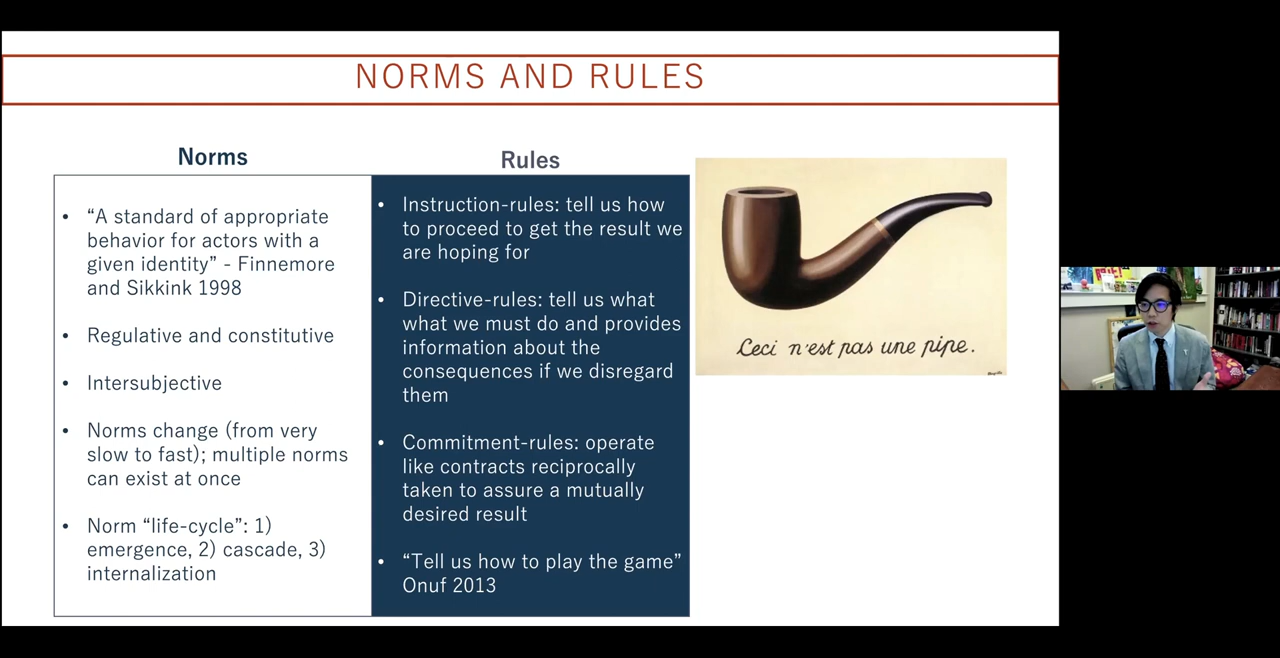 NORMS AND RULES
Norms
• “A standard of appropriate
behavior for actors with a
given identity” - Finnemore
and Sikkink 1998
• Regulative and constitutive
• Intersubjective
• Norms change (from very
slow to fast); multiple norms
can exist at once
• Norm “life-cycle”: 1)
emergence, 2) cascade, 3)
internalization
Rules
• Instruction-rules: tell us how
to proceed to get the result we
are hoping for
• Directive-rules: tell us what
what we must do and provides
information about the
consequences if we disregard
them
• Commitment-rules: operate
like contracts reciprocally
taken to assure a mutually
desired result
• “Tell us how to play the game”
Onuf 2013
Ceci n'est pas une pipe.